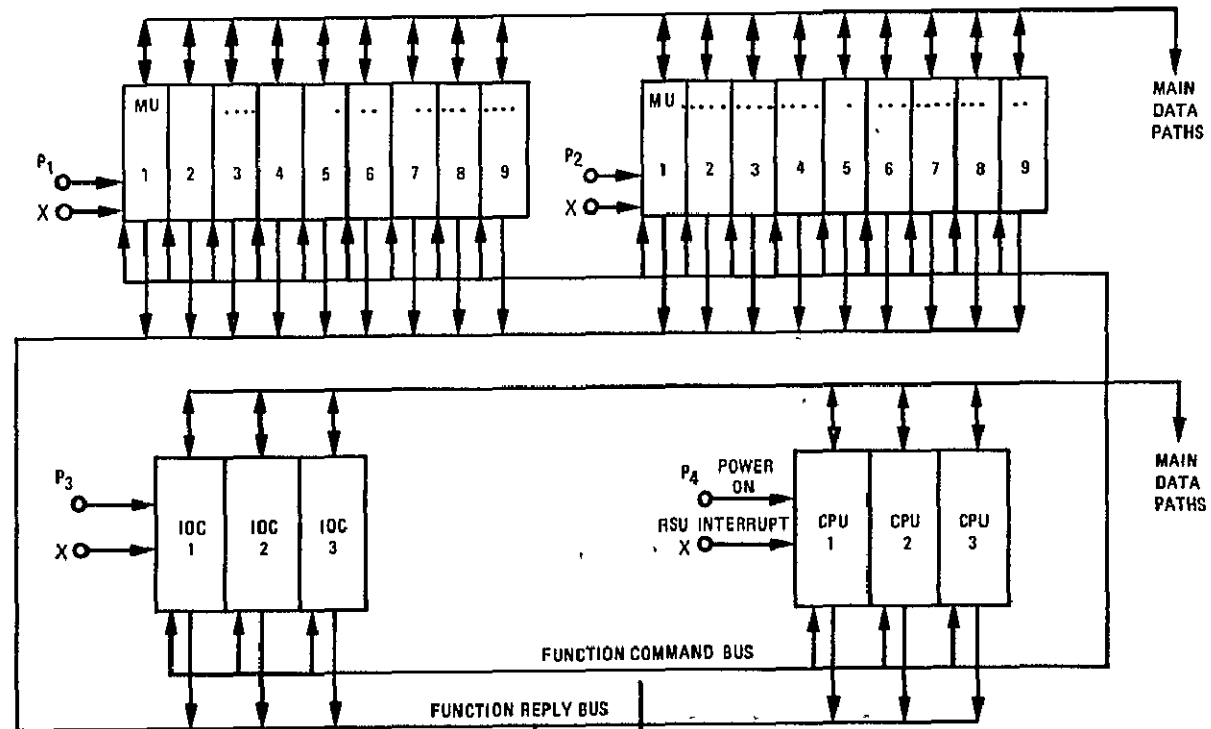 MAIN
DATA
PATHS
MU
1 2 3 4 5 6 7 8 9
P1
X
MU
1 2 3 4 5 6 7 8 9
P2
X
P3
X
IOC IOC IOC
1 2 3
P4 POWER
ON
RSU INTERRUPT
X
CPU CPU CPU
1 2 3
MAIN
DATA
PATHS
FUNCTION COMMAND BUS
FUNCTION REPLY BUS